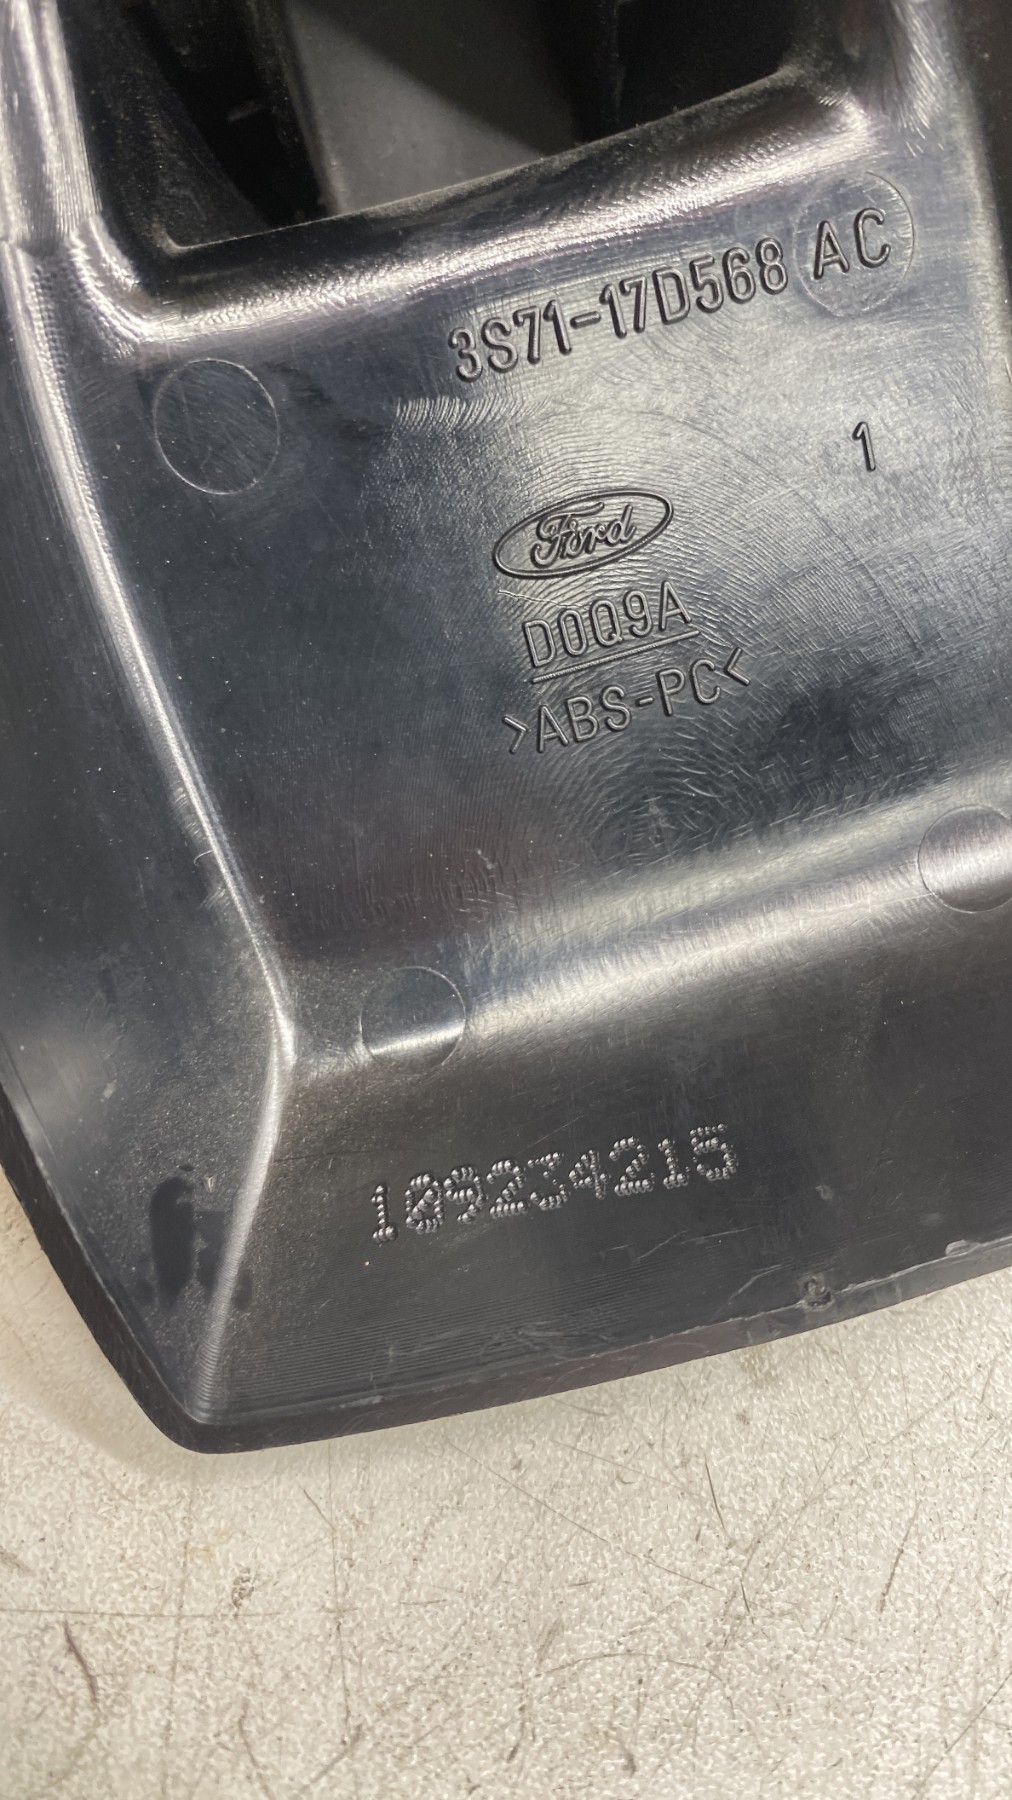 3S71-17D568 AC
1
Ford
D0Q9A
>ABS-PC<
109234215